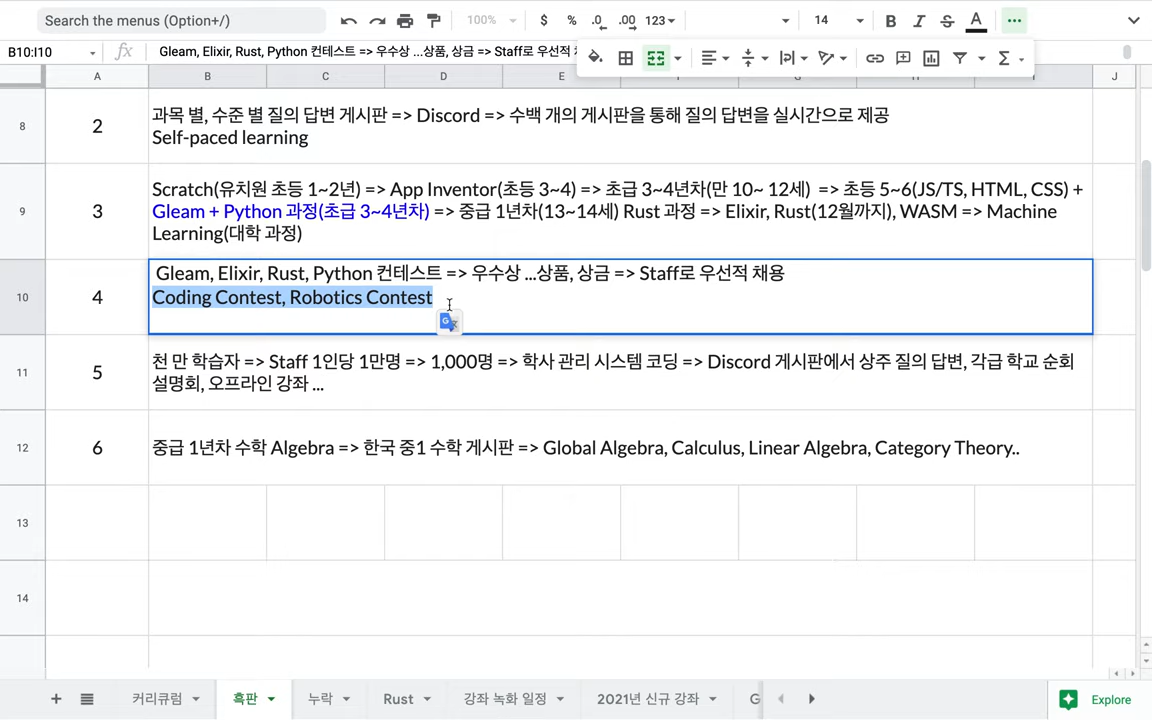 Search the menus (Option+/)
100%
$ % .0 .00 123
14
B I S A
B10:I10
fx
Gleam, Elixir, Rust, Python 컨테스트 => 우수상 ...상품, 상금 => Staff로 우선적
A B C D E J
8
2
과목 별, 수준 별 질의 답변 게시판 => Discord => 수백 개의 게시판을 통해 질의 답변을 실시간으로 제공
Self-paced learning
9
3
Scratch(유치원 초등 1~2년) => App Inventor(초등 3~4) => 초급 3~4년차(만 10~ 12세) => 초등 5~6(JS/TS, HTML, CSS) +
Gleam + Python 과정(초급 3~4년차) => 중급 1년차(13~14세) Rust 과정 => Elixir, Rust(12월까지), WASM => Machine
Learning(대학 과정)
10
4
Gleam, Elixir, Rust, Python 컨테스트 => 우수상 ...상품, 상금 => Staff로 우선적 채용
Coding Contest, Robotics Contest
11
5
천 만 학습자 => Staff 1인당 1만명 => 1,000명 => 학사 관리 시스템 코딩 => Discord 게시판에서 상주 질의 답변, 각급 학교 순회
설명회, 오프라인 강좌 ...
12
6
중급 1년차 수학 Algebra => 한국 중1 수학 게시판 => Global Algebra, Calculus, Linear Algebra, Category Theory..
13
14
커리큘럼 흑판 누락 Rust 강좌 녹화 일정 2021년 신규 강좌 G
Explore